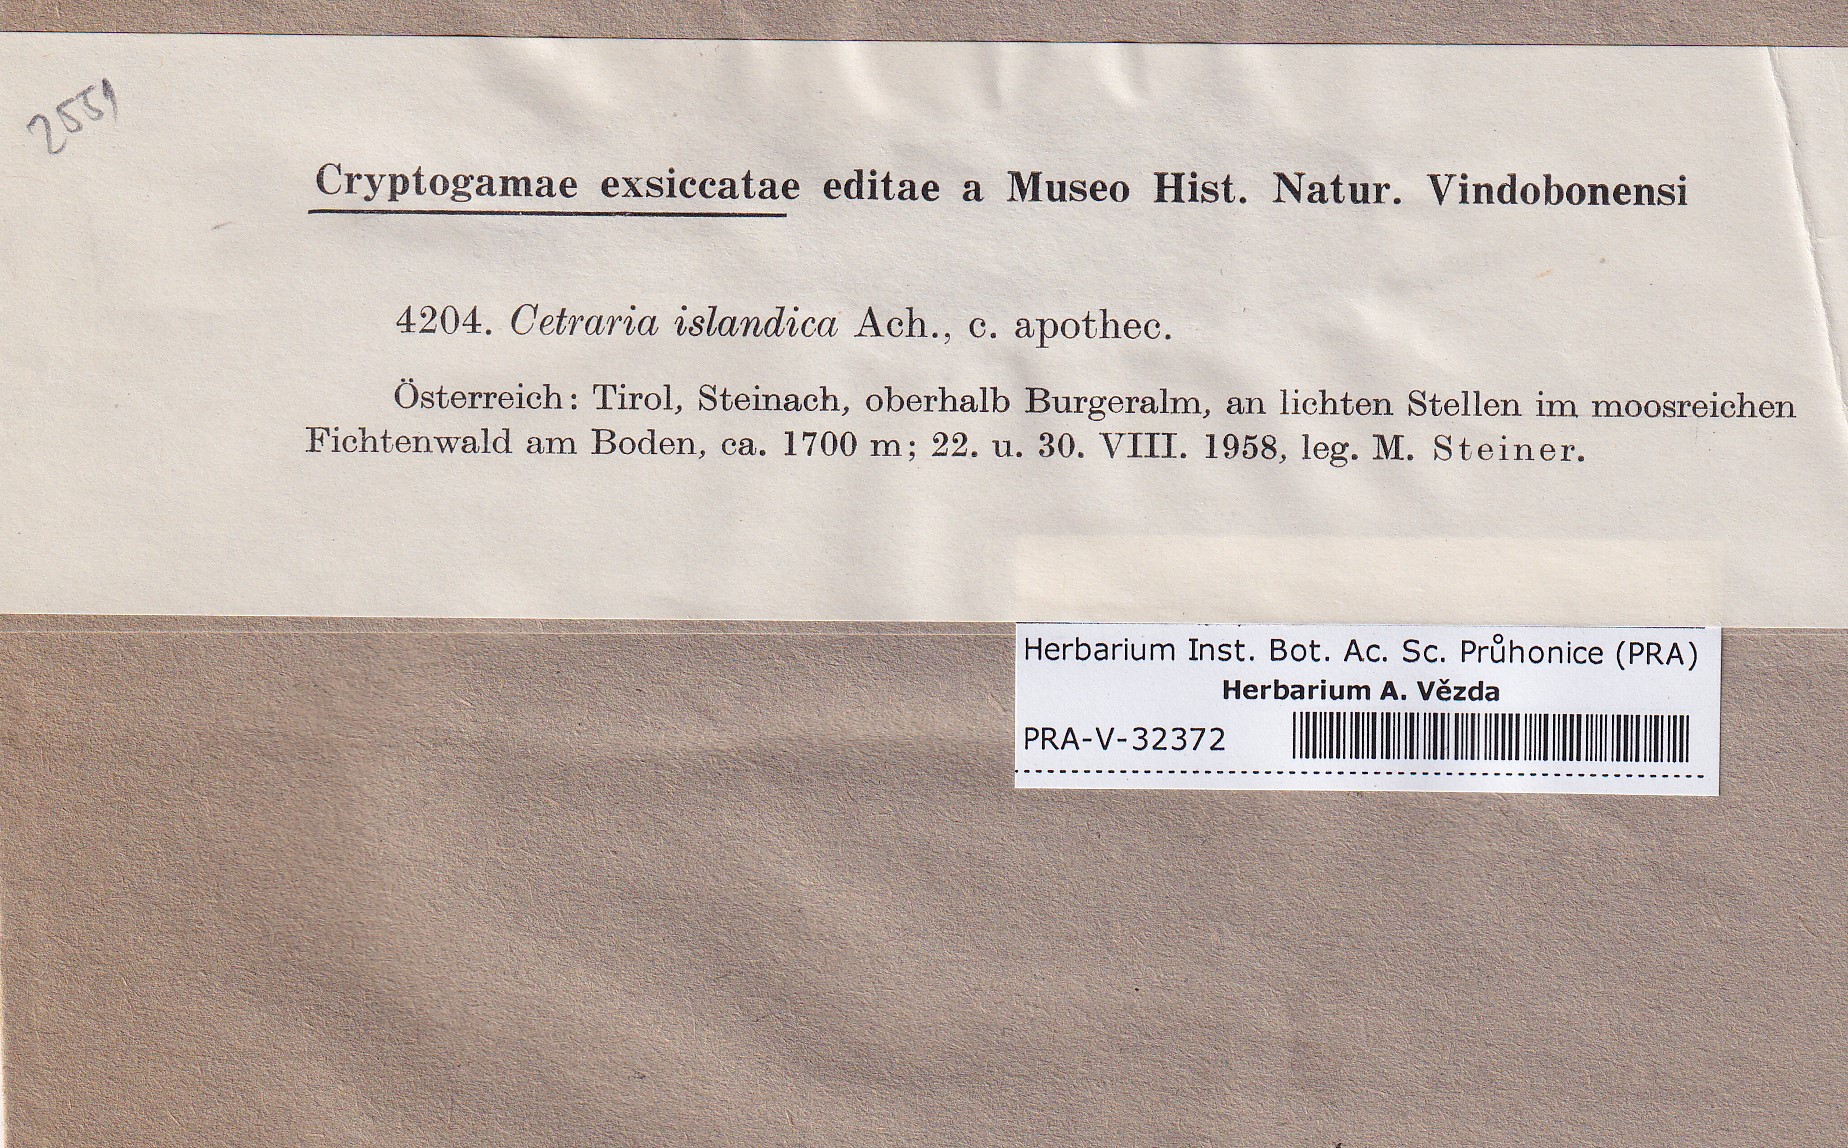 2551
Cryptogamae exsiccatae editae a Museo Hist. Natur. Vindobonensi
4204. Cetraria islandica Ach., c. apothec.
Österreich: Tirol, Steinach, oberhalb Burgeralm, an lichten Stellen im moosreichen
Fichtenwald am Boden, ca. 1700 m; 22. u. 30. VIII. 1958, leg. M. Steiner.
Herbarium Inst. Bot. Ac. Sc. Průhonice (PRA)
Herbarium A. Vězda
PRA-V-32372